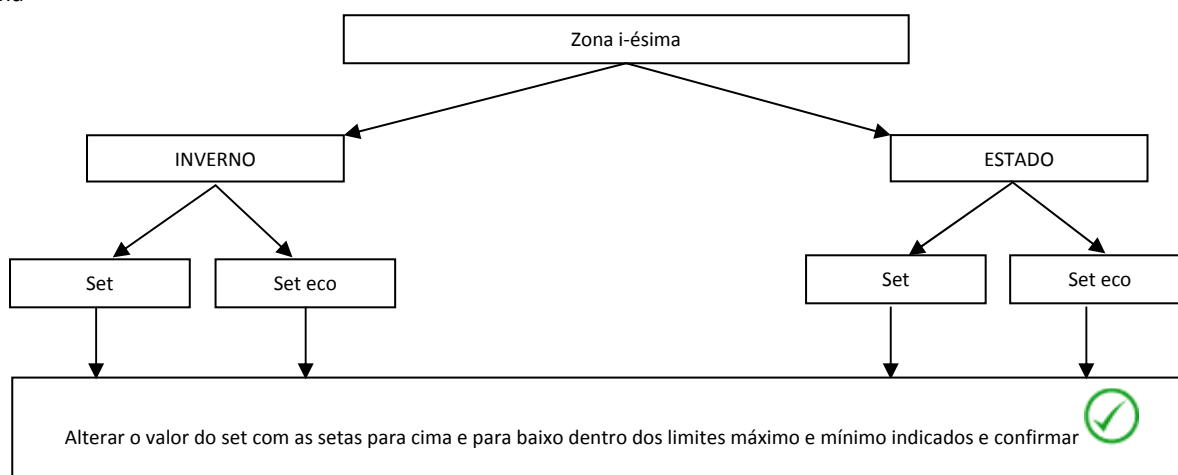 Zona i-ésima
INVERNO
ESTADO
Set
Set eco
Set
Set eco
Alterar o valor do set com as setas para cima e para baixo dentro dos limites máximo e mínimo indicados e confirmar